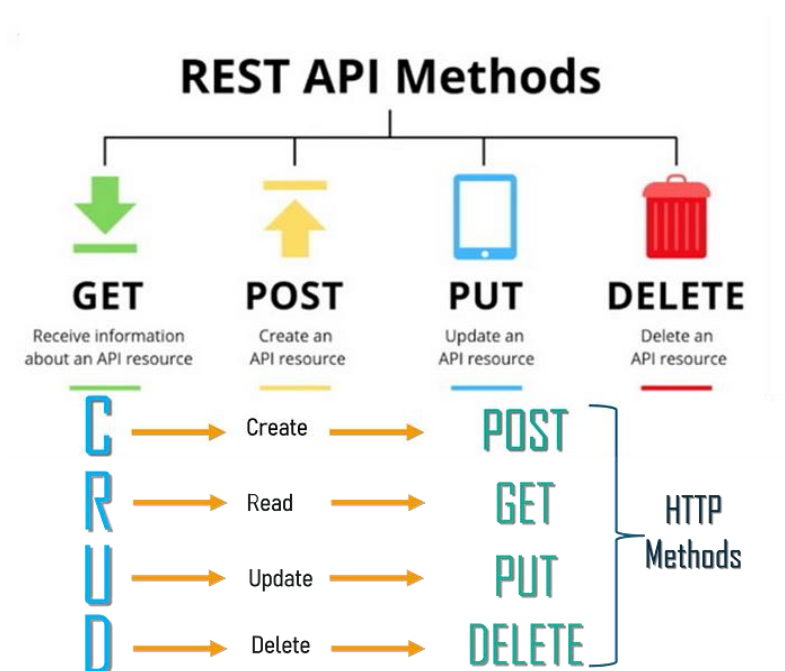 REST API Methods
GET POST PUT DELETE
Receive information Create an Update an Delete an
about an API resource API resource API resource API resource
C Create POST
R Read GET
HTTP
Methods
U Update PUT
D Delete DELETE